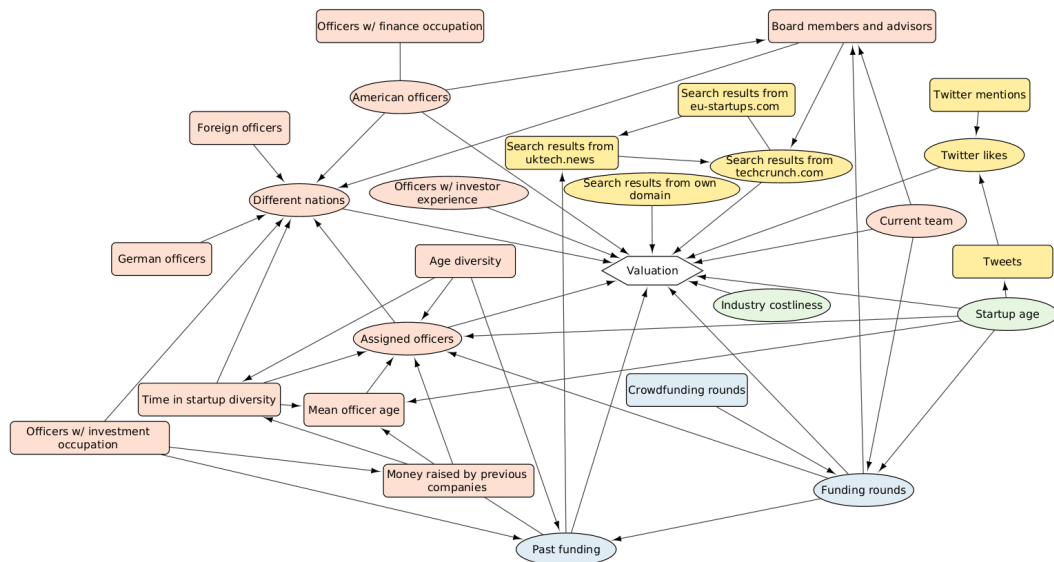 Officers w/ finance occupation
Board members and advisors
American officers
Search results from
eu-startups.com
Twitter mentions
Foreign officers
Search results from
uktech.news
Search results from
techcrunch.com
Twitter likes
Different nations
Officers w/ investor
experience
Search results from own
domain
Current team
German officers
Age diversity
Valuation
Tweets
Industry costliness
Startup age
Assigned officers
Time in startup diversity
Mean officer age
Crowdfunding rounds
Officers w/ investment
occupation
Money raised by previous
companies
Funding rounds
Past funding